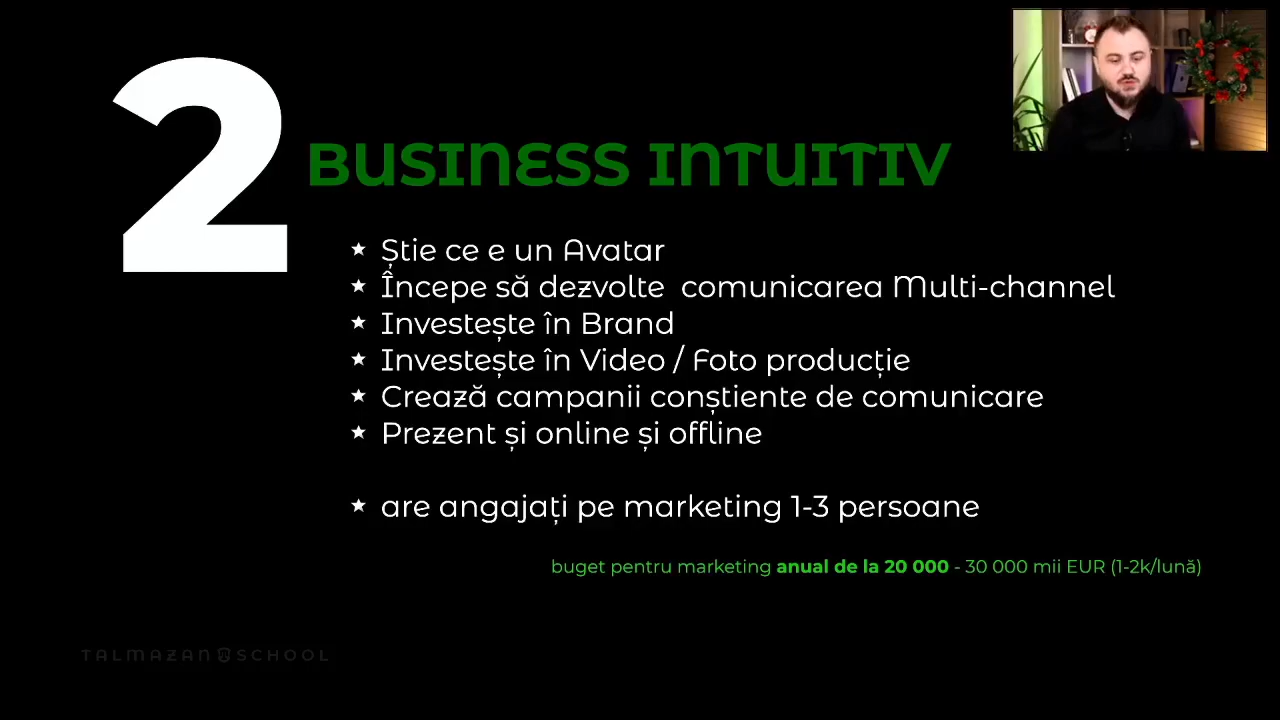 2
BUSINESS INTUITIV
★ Știe ce e un Avatar
★ Începe să dezvolte comunicarea Multi-channel
★ Investește în Brand
★ Investește în Video / Foto producție
★ Crează campanii conștiente de comunicare
★ Prezent și online și offline
★ are angajați pe marketing 1-3 persoane
buget pentru marketing anual de la 20 000 - 30 000 mii EUR (1-2k/lună)
TALMAZAN SCHOOL